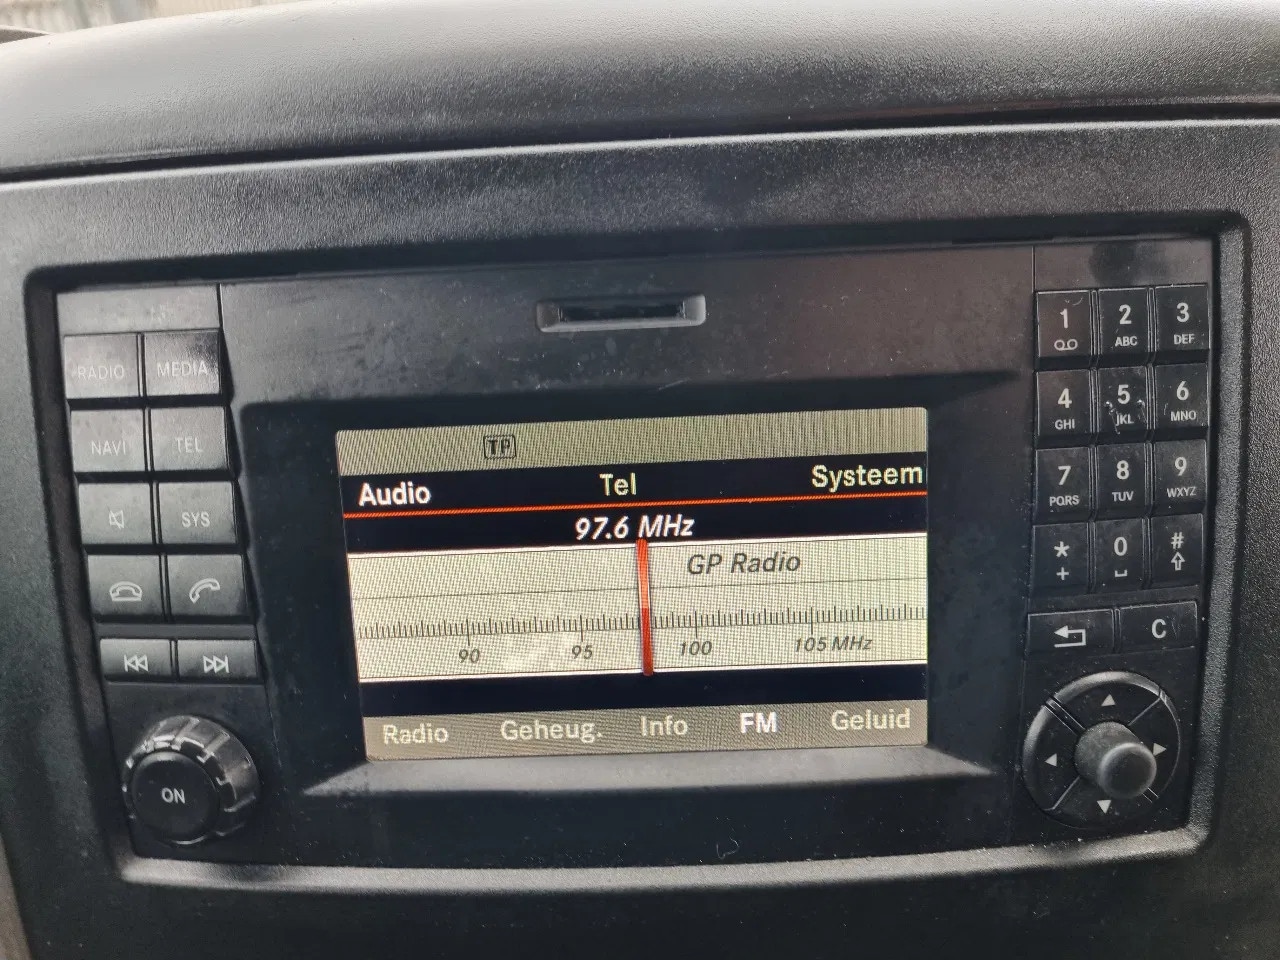 RADIO MEDIA
NAVI TEL
SYS
ON
TP
Audio Tel Systeem
97.6 MHz
GP Radio
90 95 100 105 MHz
Radio Geheug. Info FM Geluid
1 2 ABC 3 DEF
4 GHI 5 JKL 6 MNO
7 PQRS 8 TUV 9 WXYZ
* + 0 #
C